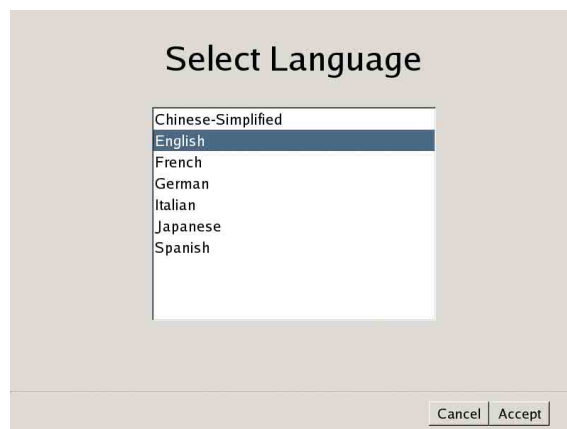 Select Language
Chinese-Simplified
English
French
German
Italian
Japanese
Spanish
Cancel Accept